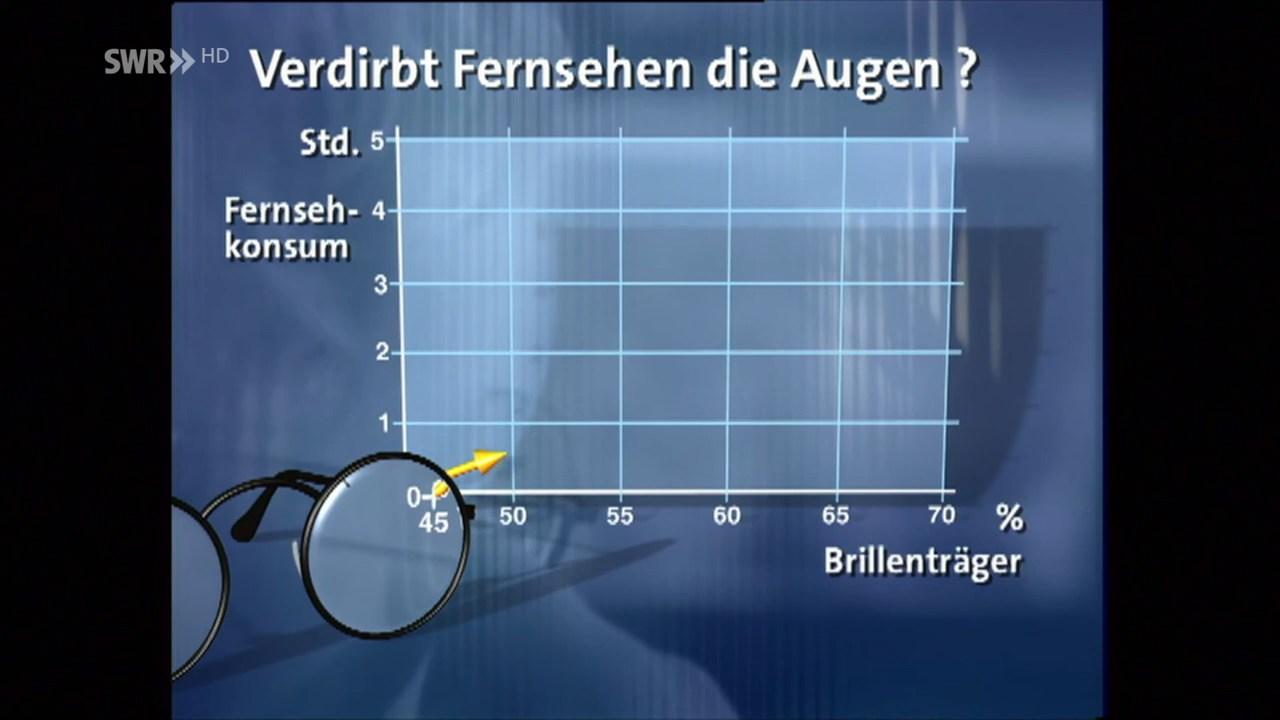 SWR HD
Verdirbt Fernsehen die Augen ?
Std. 5
Fernseh- 4
konsum
3
2
1
0
45 50 55 60 65 70 %
Brillenträger